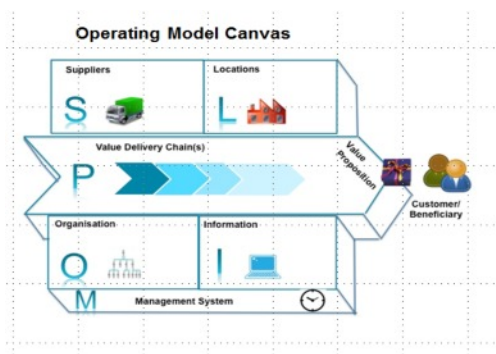 Operating Model Canvas
Suppliers
Locations
S
L
Value Delivery Chain(s)
P
Value
Proposition
Customer/
Beneficiary
Organisation
Information
O
I
M
Management System